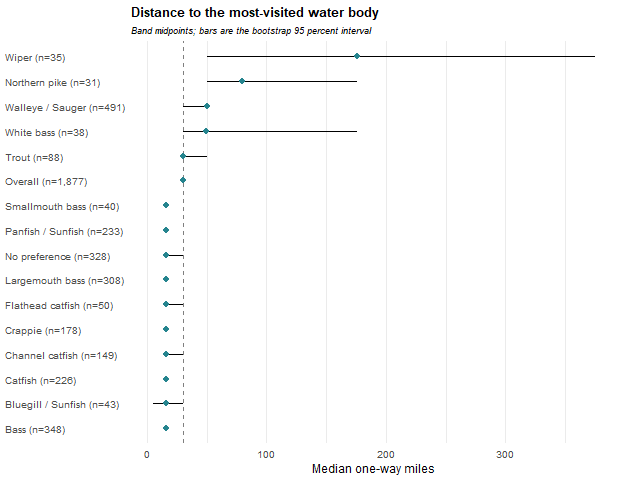 Distance to the most-visited water body
Band midpoints; bars are the bootstrap 95 percent interval
Wiper (n=35)
Northern pike (n=31)
Walleye / Sauger (n=491)
White bass (n=38)
Trout (n=88)
Overall (n=1,877)
Smallmouth bass (n=40)
Panfish / Sunfish (n=233)
No preference (n=328)
Largemouth bass (n=308)
Flathead catfish (n=50)
Crappie (n=178)
Channel catfish (n=149)
Catfish (n=226)
Bluegill / Sunfish (n=43)
Bass (n=348)
0 100 200 300
Median one-way miles